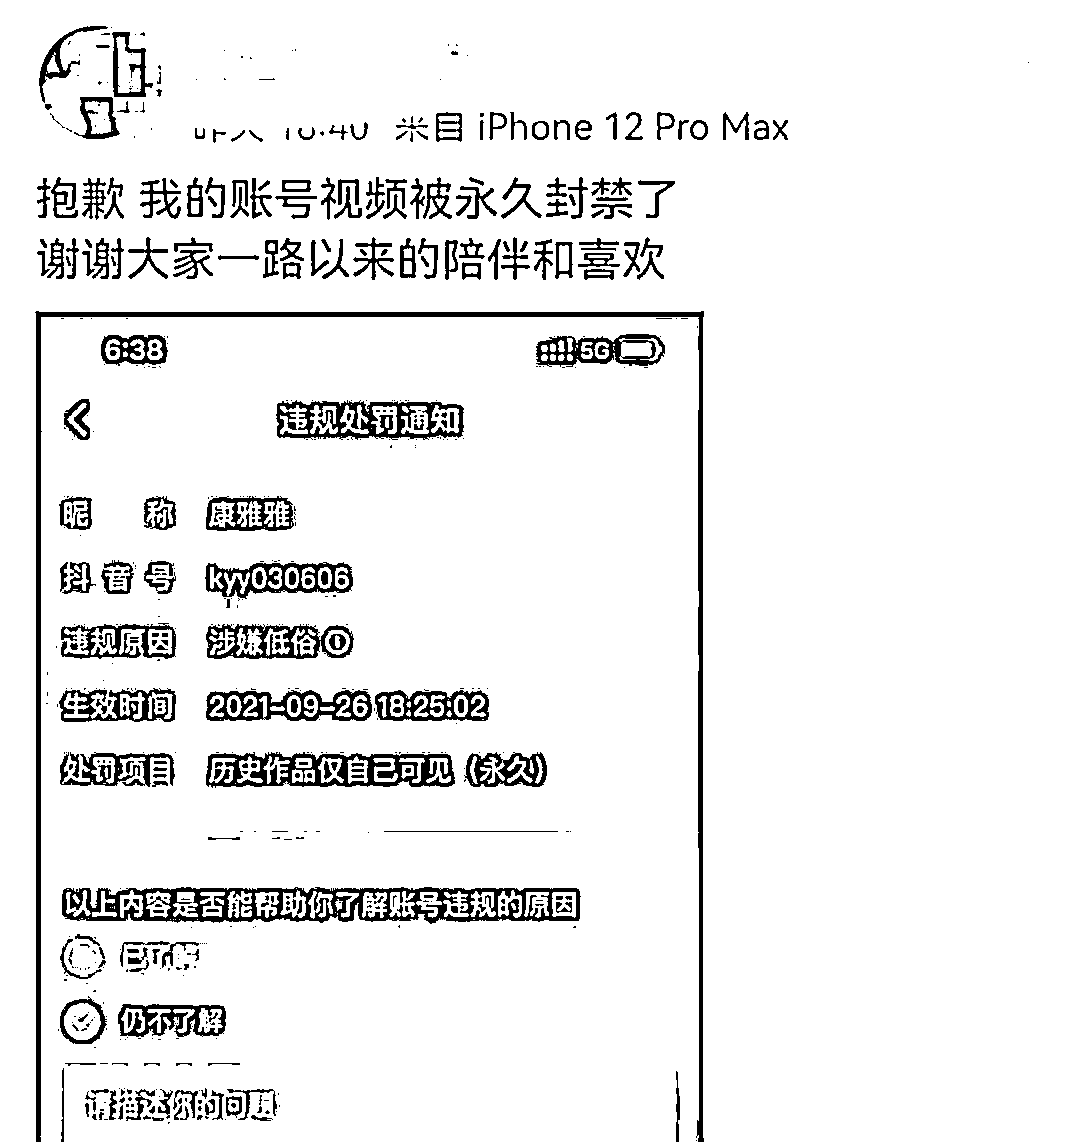 iPhone 12 Pro Max
抱歉 我的账号视频被永久封禁了
谢谢大家一路以来的陪伴和喜欢
6:38 5G
违规处罚通知
昵 称 康雅雅
抖音号 kyy030606
违规原因 涉嫌低俗
生效时间 2021-09-26 18:25:02
处罚项目 历史作品仅自己可见（永久）
以上内容是否能帮助你了解账号违规的原因
已了解
仍不了解
请描述你的问题